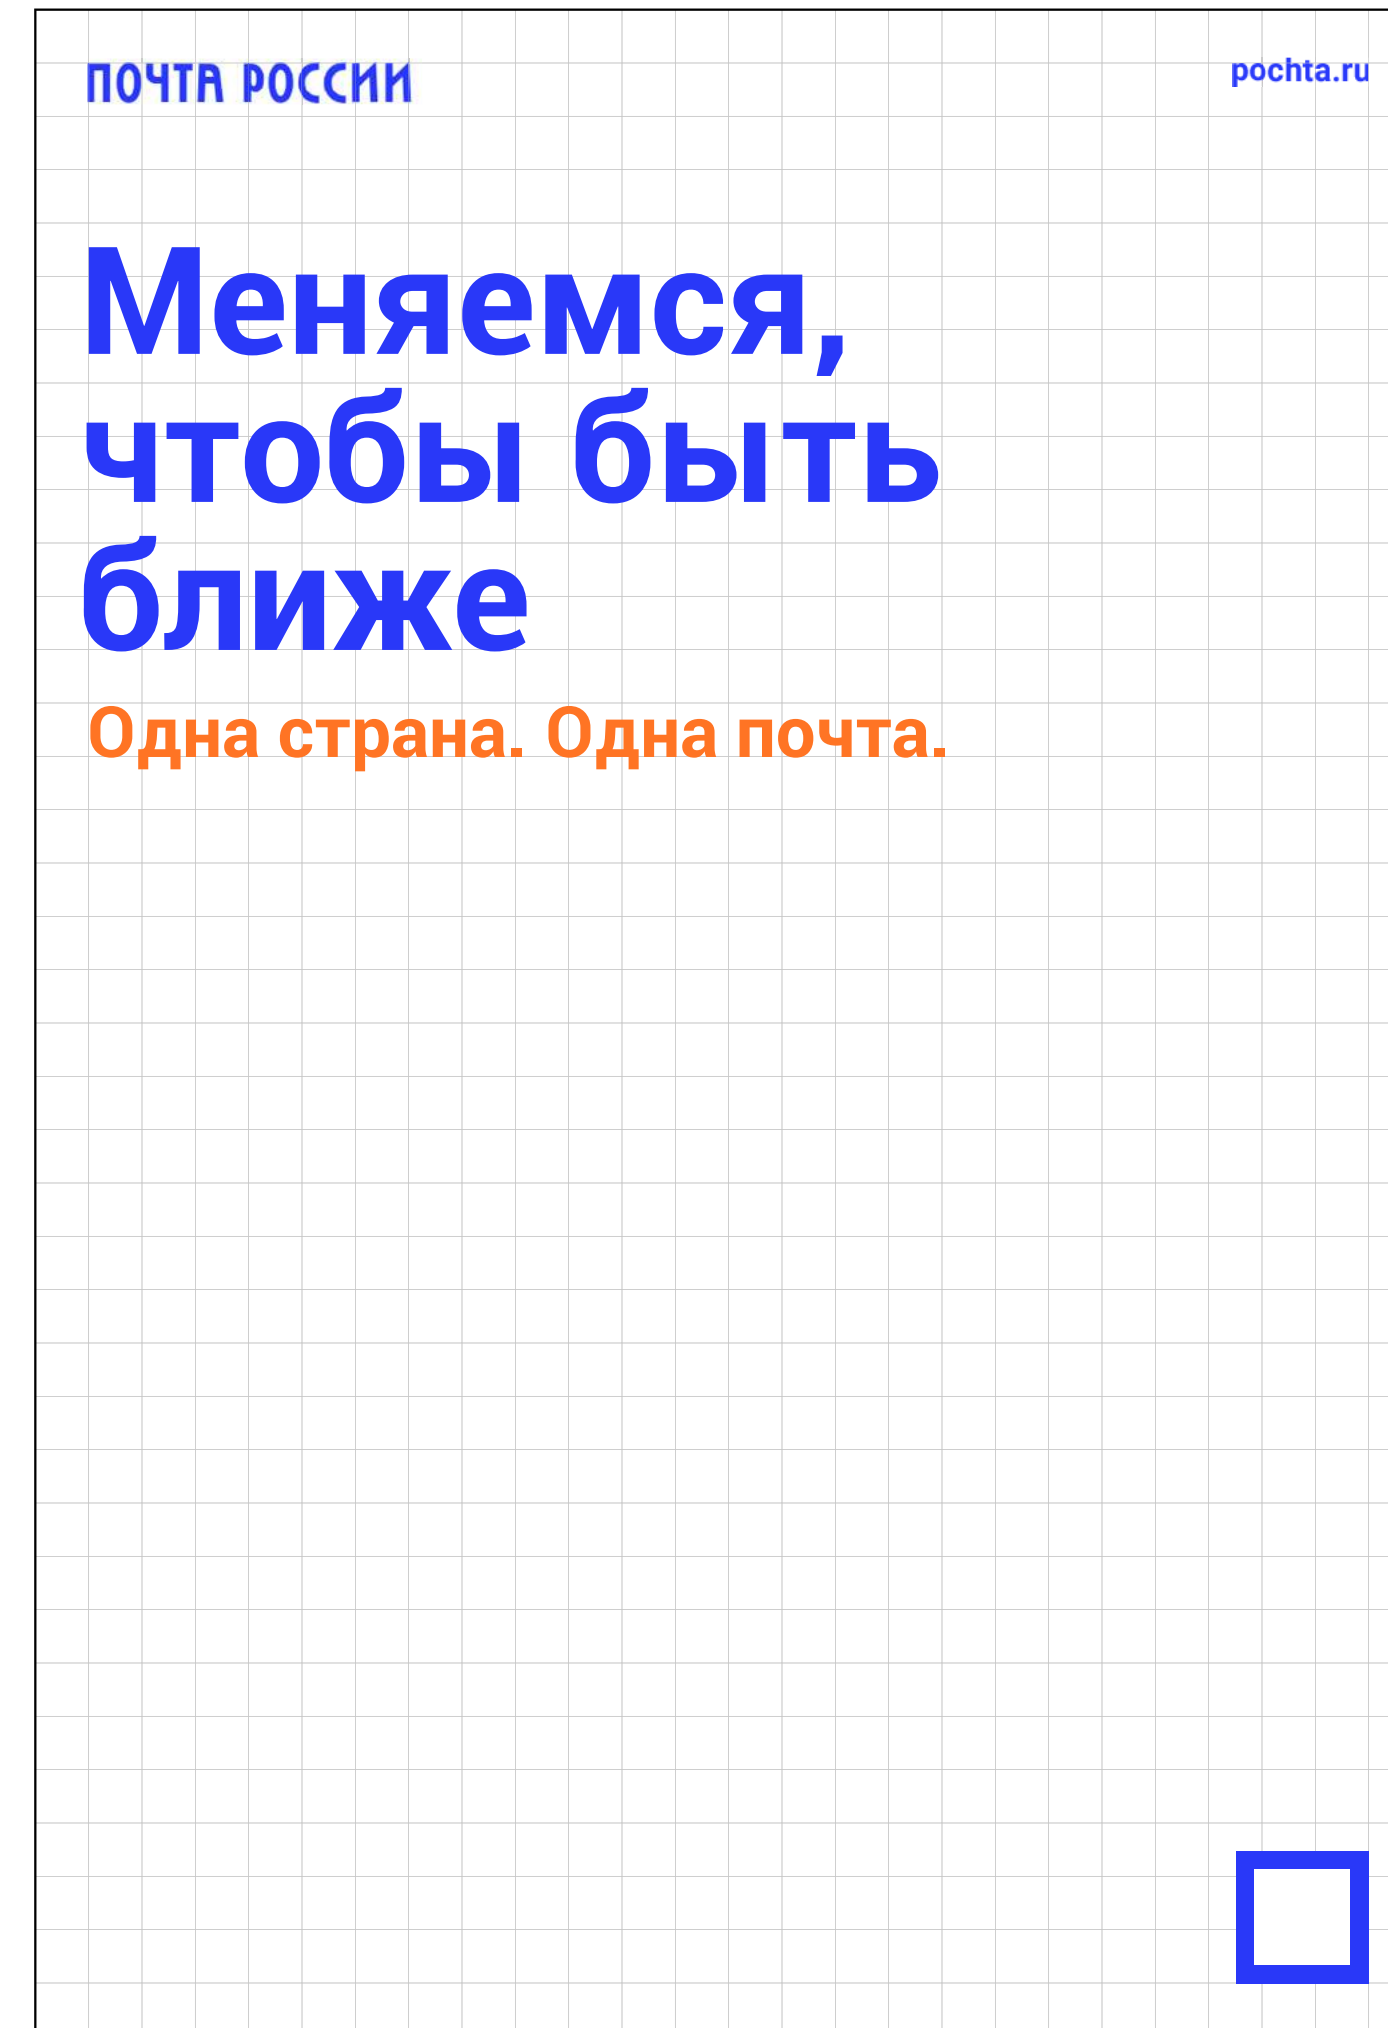 ПОЧТА РОССИИ
pochta.ru
Меняемся,
чтобы быть
ближе
Одна страна. Одна почта.